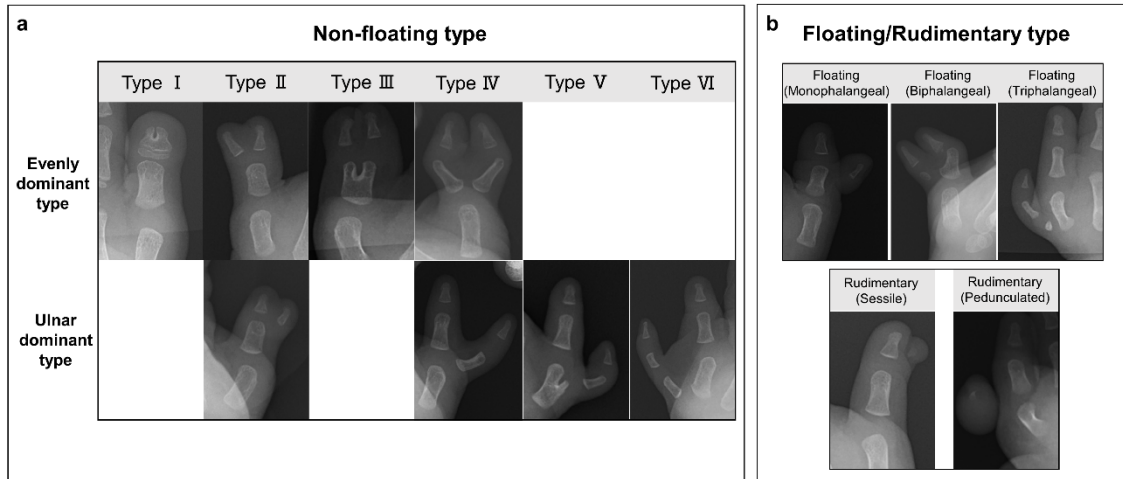 a
Non-floating type
Type Ⅰ
Type Ⅱ
Type Ⅲ
Type Ⅳ
Type Ⅴ
Type Ⅵ
Evenly
dominant
type
Ulnar
dominant
type
b
Floating/Rudimentary type
Floating
(Monophalangeal)
Floating
(Biphalangeal)
Floating
(Triphalangeal)
Rudimentary
(Sessile)
Rudimentary
(Pedunculated)